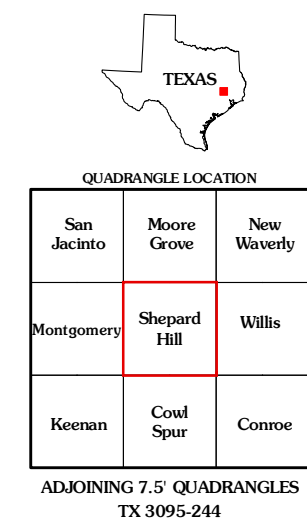 TEXAS
QUADRANGLE LOCATION
San
Jacinto
Moore
Grove
New
Waverly
Montgomery
Shepard
Hill
Willis
Keenan
Cowl
Spur
Conroe
ADJOINING 7.5' QUADRANGLES
TX 3095-244